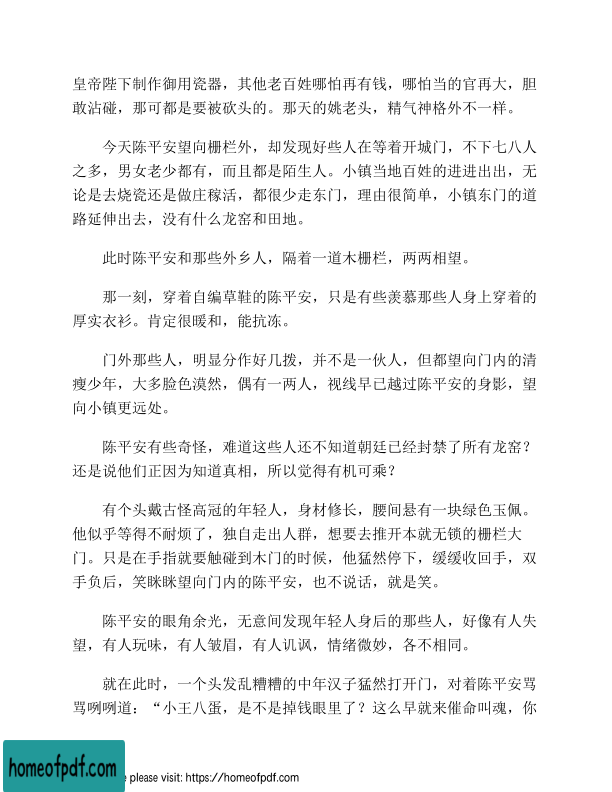 皇帝陛下制作御用瓷器，其他老百姓哪怕再有钱，哪怕当的官再大，胆
敢沾碰，那可都是要被砍头的。那天的姚老头，精气神格外不一样。
今天陈平安望向栅栏外，却发现好些人在等着开城门，不下七八人
之多，男女老少都有，而且都是陌生人。小镇当地百姓的进进出出，无
论是去烧瓷还是做庄稼活，都很少走东门，理由很简单，小镇东门的道
路延伸出去，没有什么龙窑和田地。
此时陈平安和那些外乡人，隔着一道木栅栏，两两相望。
那一刻，穿着自编草鞋的陈平安，只是有些羡慕那些人身上穿着的
厚实衣衫。肯定很暖和，能抗冻。
门外那些人，明显分作好几拨，并不是一伙人，但都望向门内的清
瘦少年，大多脸色漠然，偶有一两人，视线早已越过陈平安的身影，望
向小镇更远处。
陈平安有些奇怪，难道这些人还不知道朝廷已经封禁了所有龙窑？
还是说他们正因为知道真相，所以觉得有机可乘？
有个头戴古怪高冠的年轻人，身材修长，腰间悬有一块绿色玉佩。
他似乎等得不耐烦了，独自走出人群，想要去推开本就无锁的栅栏大
门。只是在手指就要触碰到木门的时候，他猛然停下，缓缓收回手，双
手负后，笑眯眯望向门内的陈平安，也不说话，就是笑。
陈平安的眼角余光，无意间发现年轻人身后的那些人，好像有人失
望，有人玩味，有人皱眉，有人讥讽，情绪微妙，各不相同。
就在此时，一个头发乱糟糟的中年汉子猛然打开门，对着陈平安骂
骂咧咧道：“小王八蛋，是不是掉钱眼里了？这么早就来催命叫魂，你
homeofpdf.com
e please visit: https://homeofpdf.com